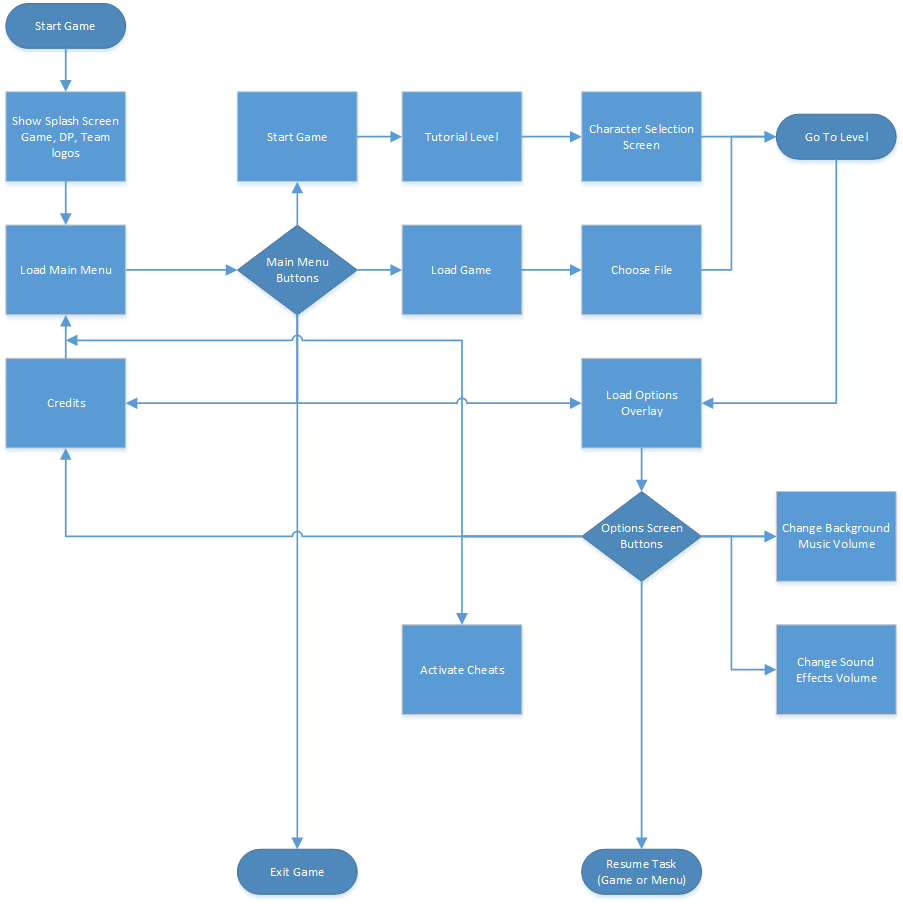 Start Game
Show Splash Screen
Game, DP, Team
logos
Start Game
Tutorial Level
Character Selection
Screen
Go To Level
Load Main Menu
Main Menu
Buttons
Load Game
Choose File
Credits
Load Options
Overlay
Options Screen
Buttons
Change Background
Music Volume
Activate Cheats
Change Sound
Effects Volume
Exit Game
Resume Task
(Game or Menu)